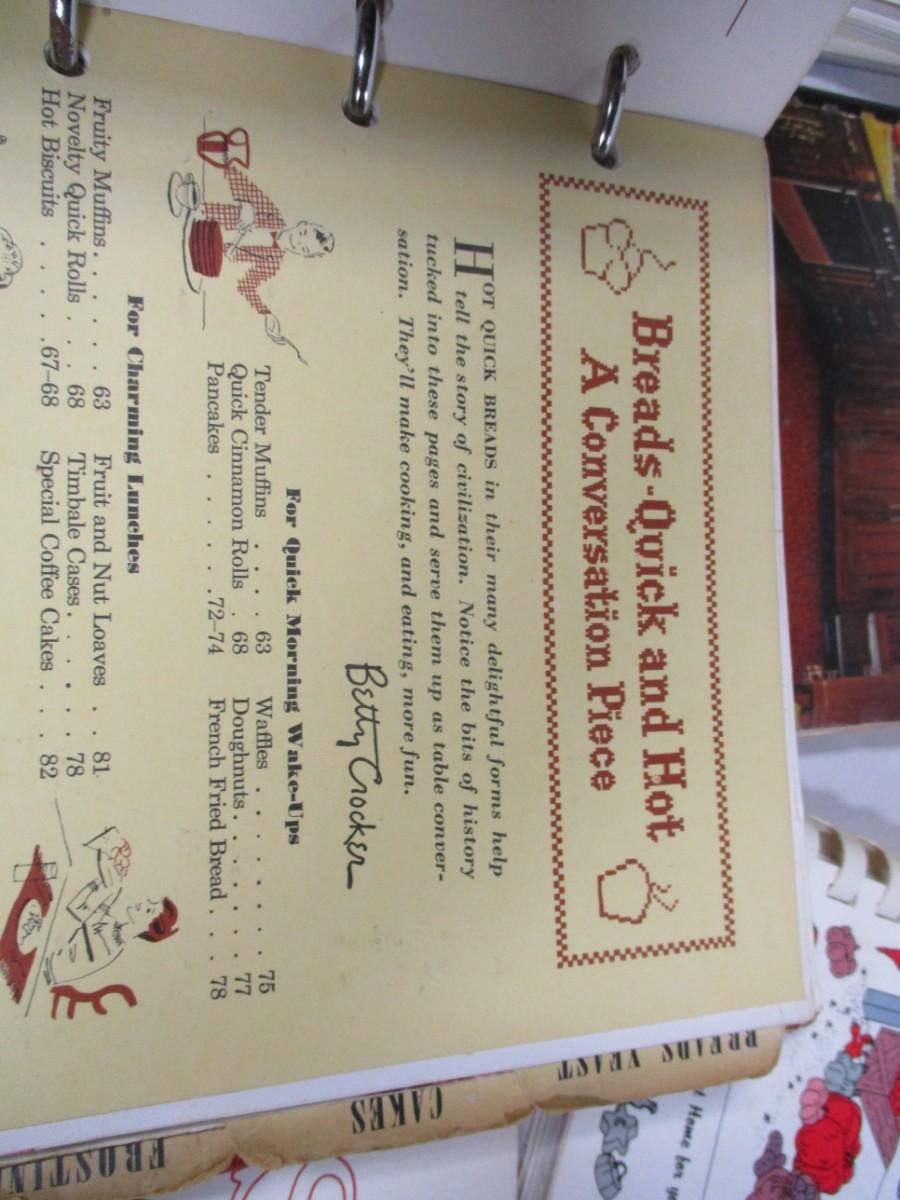 Breads-Quick and Hot
A Conversation Piece
HOT QUICK BREADS in their many delightful forms help
tell the story of civilization. Notice the bits of history
tucked into these pages and serve them up as table conver-
sation. They'll make cooking, and eating, more fun.
Betty Crocker
For Quick Morning Wake-Ups
Tender Muffins . . . . 63 Waffles . . . . . . . . 75
Quick Cinnamon Rolls . 68 Doughnuts . . . . . . 77
Pancakes . . . . . .72–74 French Fried Bread . . . 78
For Charming Lunches
Fruity Muffins . . . . . 63 Fruit and Nut Loaves . . 81
Novelty Quick Rolls . . . 68 Timbale Cases . . . . . 78
Hot Biscuits . . . . .67–68 Special Coffee Cakes . . . 82
BREADS YEAST
CAKES
FROSTIN
Home for